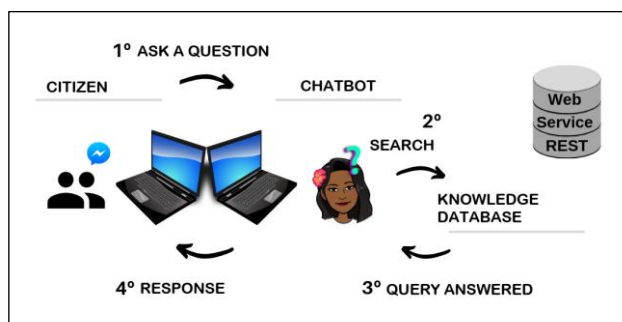 1º ASK A QUESTION
CITIZEN
CHATBOT
Web
Service
REST
2º
SEARCH
?
KNOWLEDGE
DATABASE
4º RESPONSE
3º QUERY ANSWERED